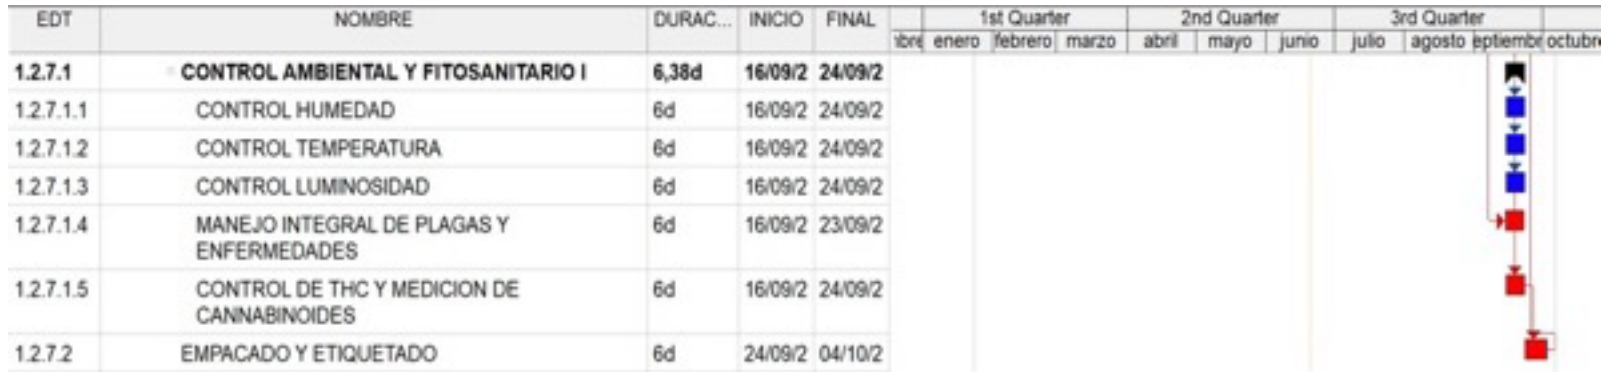 EDT NOMBRE DURAC... INICIO FINAL 1st Quarter 2nd Quarter 3rd Quarter
enero febrero marzo abril mayo junio julio agosto eptiembr octubre
1.2.7.1 CONTROL AMBIENTAL Y FITOSANITARIO I 6,38d 16/09/2 24/09/2
1.2.7.1.1 CONTROL HUMEDAD 6d 16/09/2 24/09/2
1.2.7.1.2 CONTROL TEMPERATURA 6d 16/09/2 24/09/2
1.2.7.1.3 CONTROL LUMINOSIDAD 6d 16/09/2 24/09/2
1.2.7.1.4 MANEJO INTEGRAL DE PLAGAS Y 6d 16/09/2 23/09/2
ENFERMEDADES
1.2.7.1.5 CONTROL DE THC Y MEDICION DE 6d 16/09/2 24/09/2
CANNABINOIDES
1.2.7.2 EMPACADO Y ETIQUETADO 6d 24/09/2 04/10/2